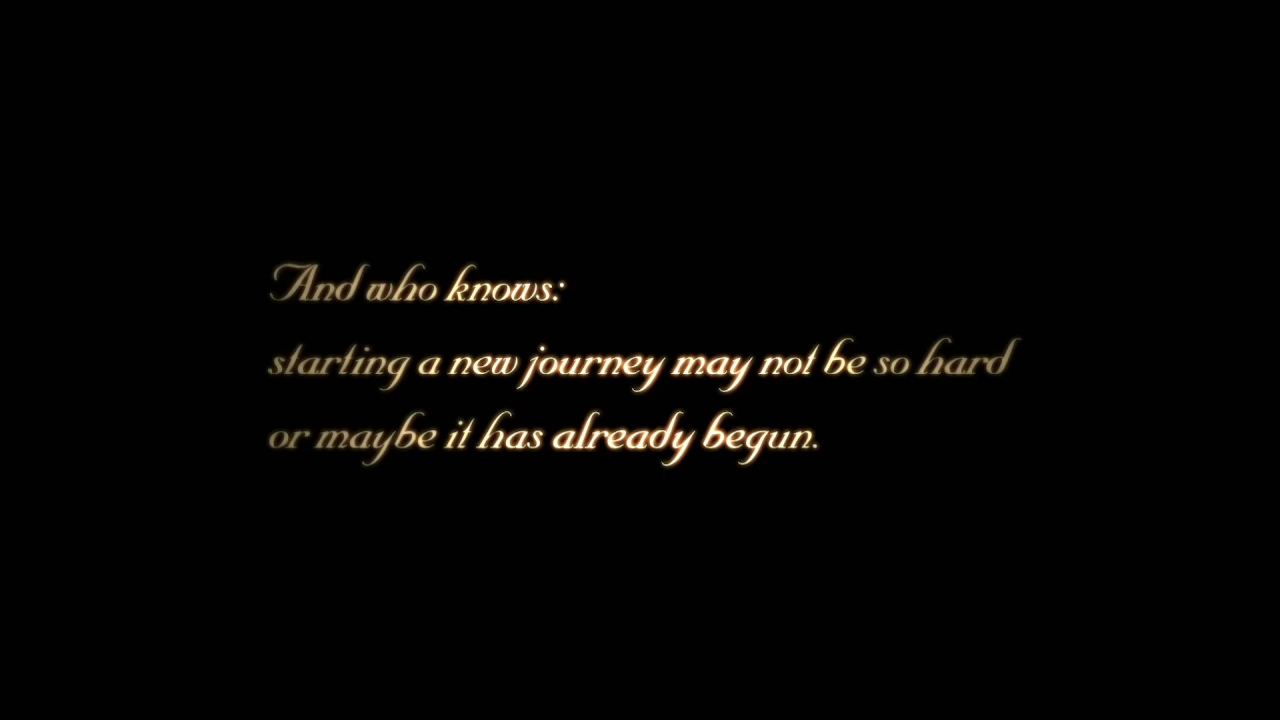 And who knows:
starting a new journey may not be so hard
or maybe it has already begun.